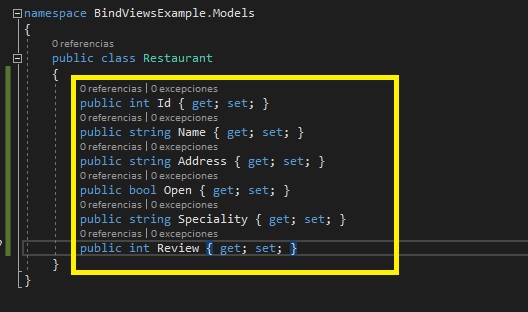 namespace BindViewsExample.Models
{
0 referencias
public class Restaurant
{
0 referencias | 0 excepciones
public int Id { get; set; }
0 referencias | 0 excepciones
public string Name { get; set; }
0 referencias | 0 excepciones
public string Address { get; set; }
0 referencias | 0 excepciones
public bool Open { get; set; }
0 referencias | 0 excepciones
public string Speciality { get; set; }
0 referencias | 0 excepciones
public int Review { get; set; }
}
}